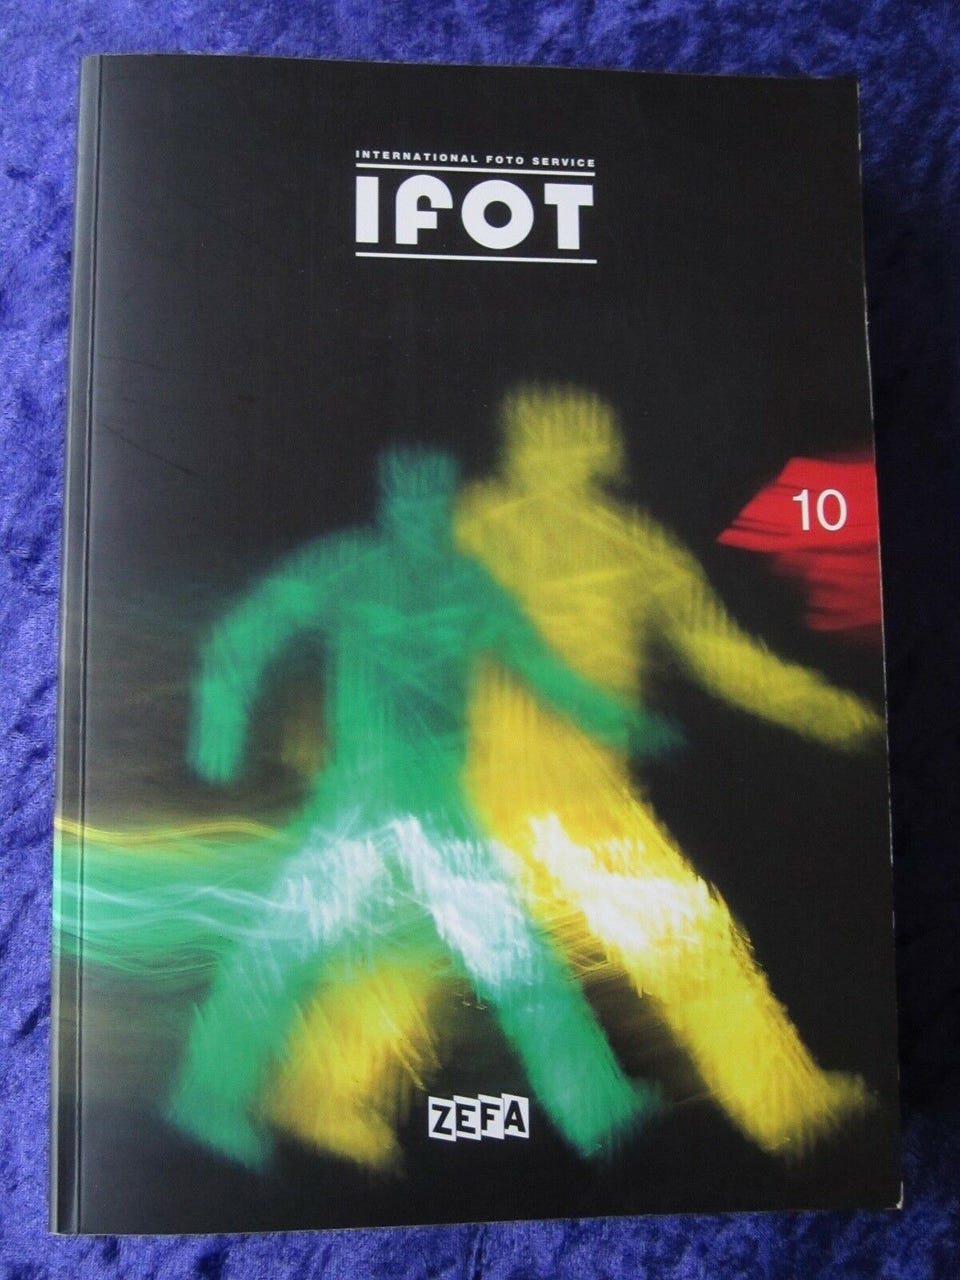 INTERNATIONAL FOTO SERVICE
IFOT
10
ZEFA